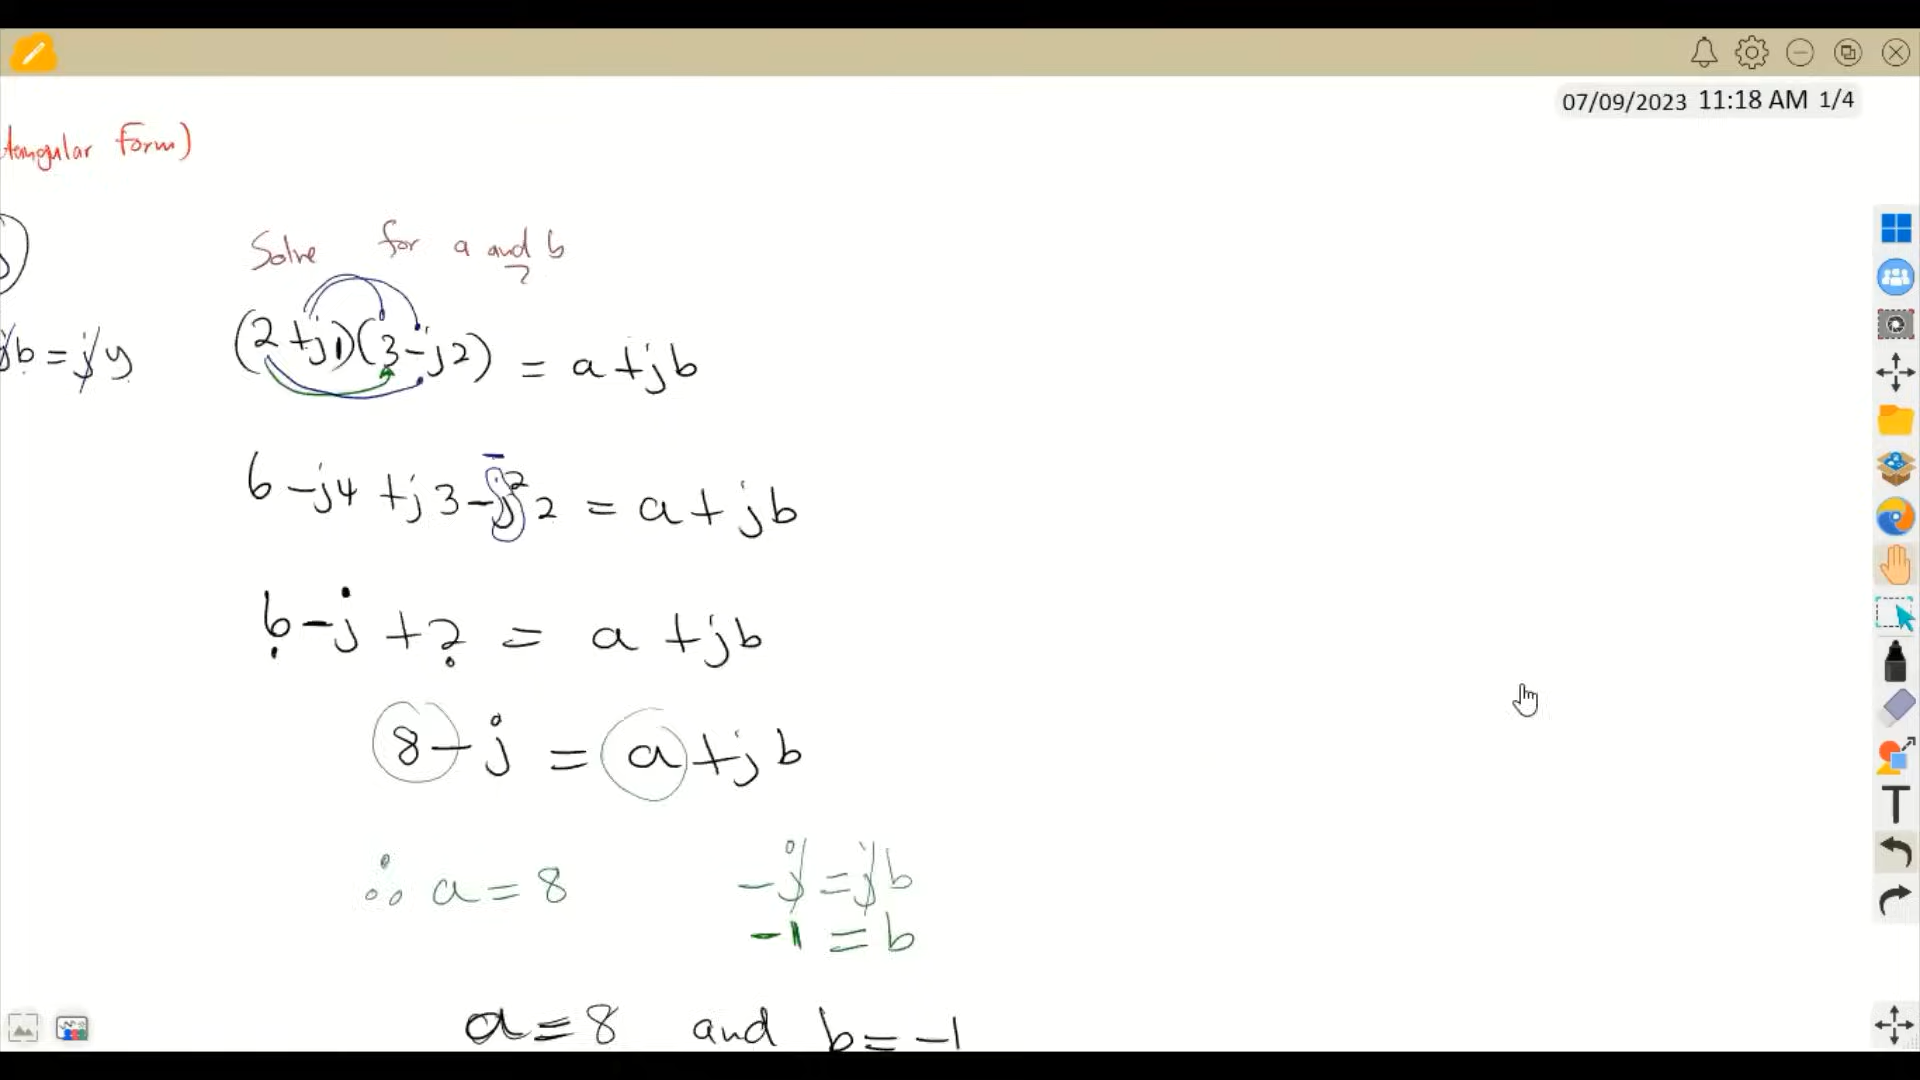 07/09/2023 11:18 AM 1/4
tangular form)
Solve for a and b
?
jb = jy
(2 + j1)(3 - j2) = a + jb
6 - j4 + j3 - j²2 = a + jb
6 - j + 2 = a + jb
8 - j = a + jb
∴ a = 8
-j = jb
-1 = b
a = 8 and b = -1
T